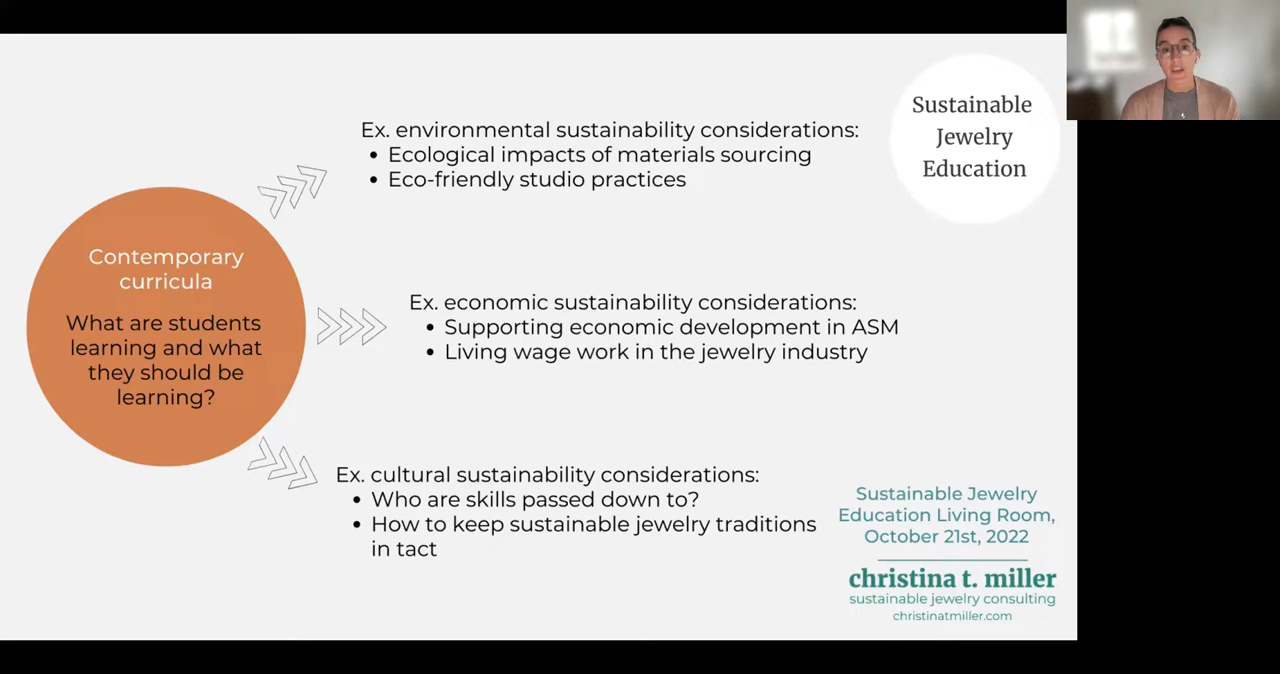 Contemporary
curricula
What are students
learning and what
they should be
learning?
Ex. environmental sustainability considerations:
• Ecological impacts of materials sourcing
• Eco-friendly studio practices
Ex. economic sustainability considerations:
• Supporting economic development in ASM
• Living wage work in the jewelry industry
Ex. cultural sustainability considerations:
• Who are skills passed down to?
• How to keep sustainable jewelry traditions
in tact
Sustainable
Jewelry
Education
Sustainable Jewelry
Education Living Room,
October 21st, 2022
christina t. miller
sustainable jewelry consulting
christinatmiller.com